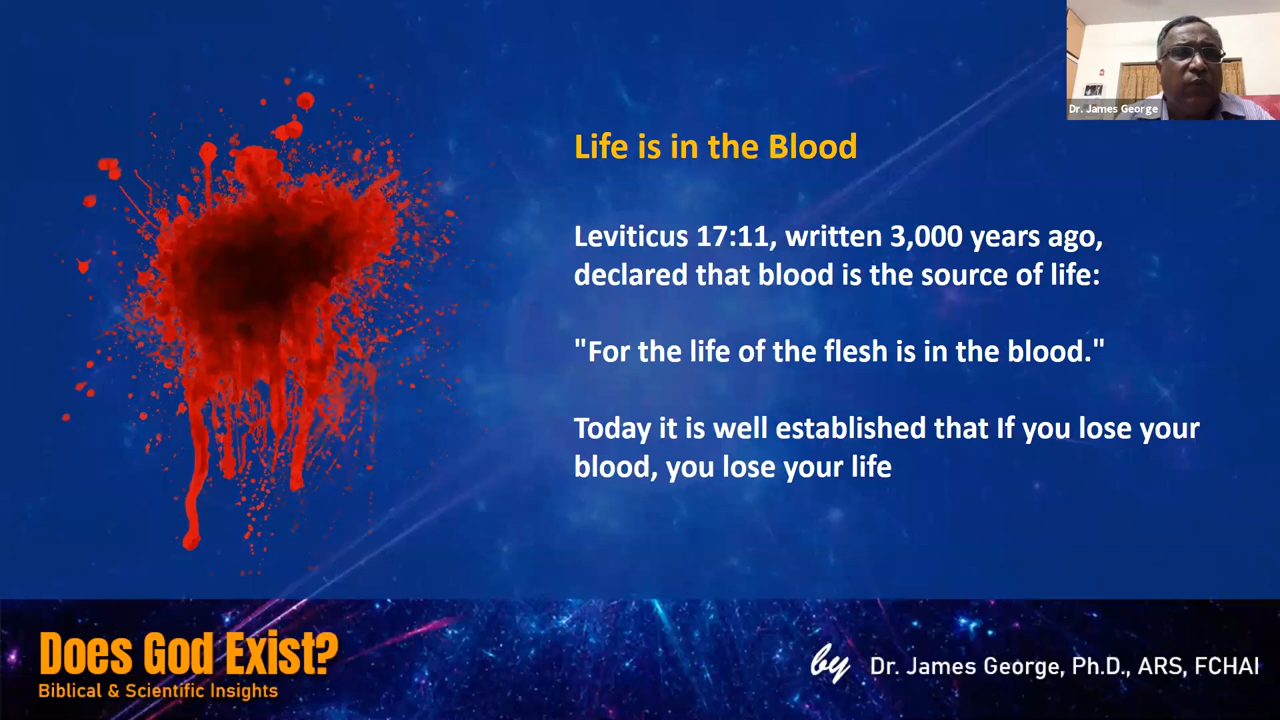 Dr. James George
Life is in the Blood
Leviticus 17:11, written 3,000 years ago,
declared that blood is the source of life:
"For the life of the flesh is in the blood."
Today it is well established that If you lose your
blood, you lose your life
Does God Exist?
Biblical & Scientific Insights
by Dr. James George, Ph.D., ARS, FCHAI